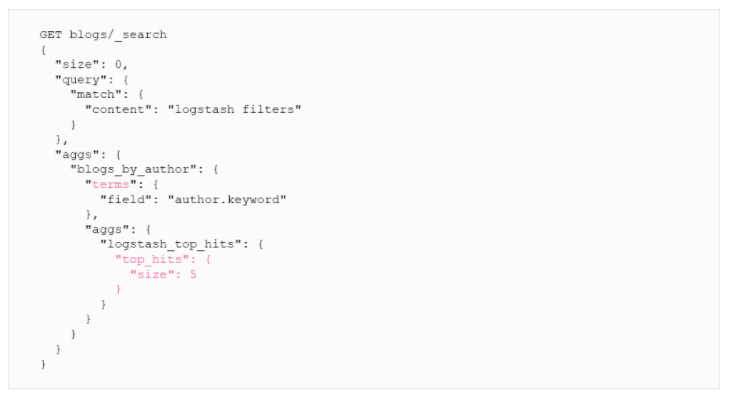 GET blogs/_search
{
  "size": 0,
  "query": {
    "match": {
      "content": "logstash filters"
    }
  },
  "aggs": {
    "blogs_by_author": {
      "terms": {
        "field": "author.keyword"
      },
      "aggs": {
        "logstash_top_hits": {
          "top_hits": {
            "size": 5
          }
        }
      }
    }
  }
}